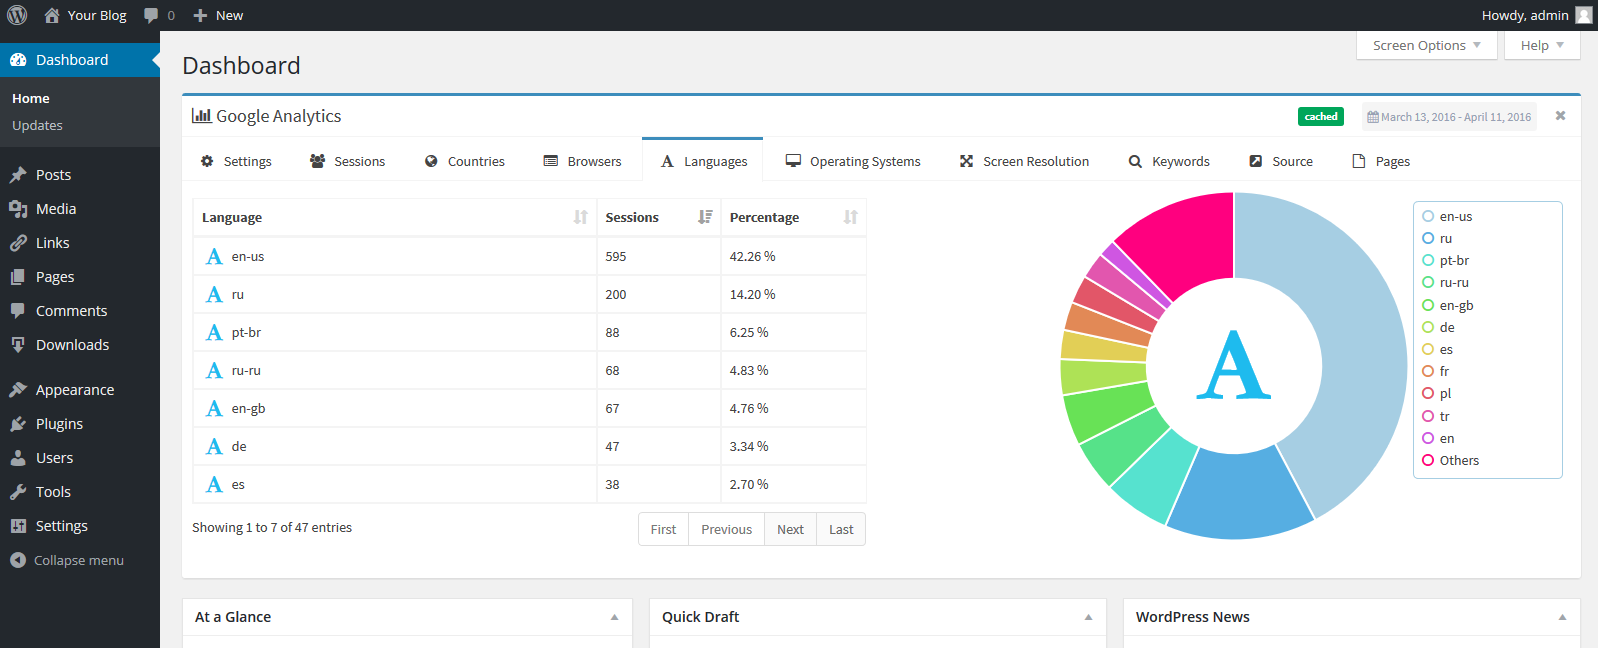 Your Blog 0 New Howdy, admin
Dashboard
Home
Updates
Posts
Media
Links
Pages
Comments
Downloads
Appearance
Plugins
Users
Tools
Settings
Collapse menu
Screen Options Help
Dashboard
Google Analytics cached March 13, 2016 - April 11, 2016
Settings Sessions Countries Browsers A Languages Operating Systems Screen Resolution Keywords Source Pages
Language Sessions Percentage
A en-us 595 42.26 %
A ru 200 14.20 %
A pt-br 88 6.25 %
A ru-ru 68 4.83 %
A en-gb 67 4.76 %
A de 47 3.34 %
A es 38 2.70 %
Showing 1 to 7 of 47 entries First Previous Next Last
A
en-us
ru
pt-br
ru-ru
en-gb
de
es
fr
pl
tr
en
Others
At a Glance Quick Draft WordPress News